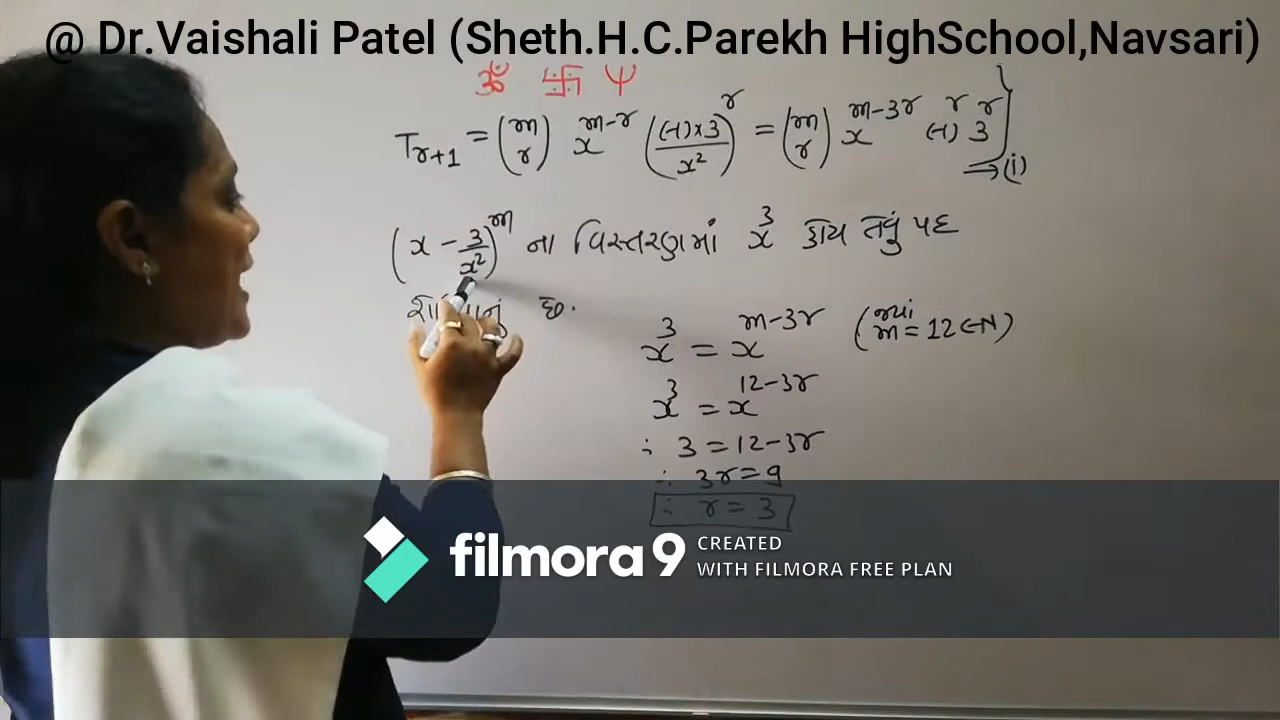 @ Dr.Vaishali Patel (Sheth.H.C.Parekh HighSchool,Navsari)
ૐ 卐 Ψ
T_{r+1} = (m r) x^{m-r} ((-1)×3/x²)^r = (m r) x^{m-3r} (-1)^r 3^r ⇒(i)
(x - 3/x²)^m ના વિસ્તરણમાં x³ હોય તેવું પદ
છે.
x³ = x^{m-3r} (જ્યાં m = 12 ∈ N)
x³ = x^{12-3r}
∴ 3 = 12-3r
∴ 3r = 9
∴ r = 3
filmora 9 CREATED
WITH FILMORA FREE PLAN